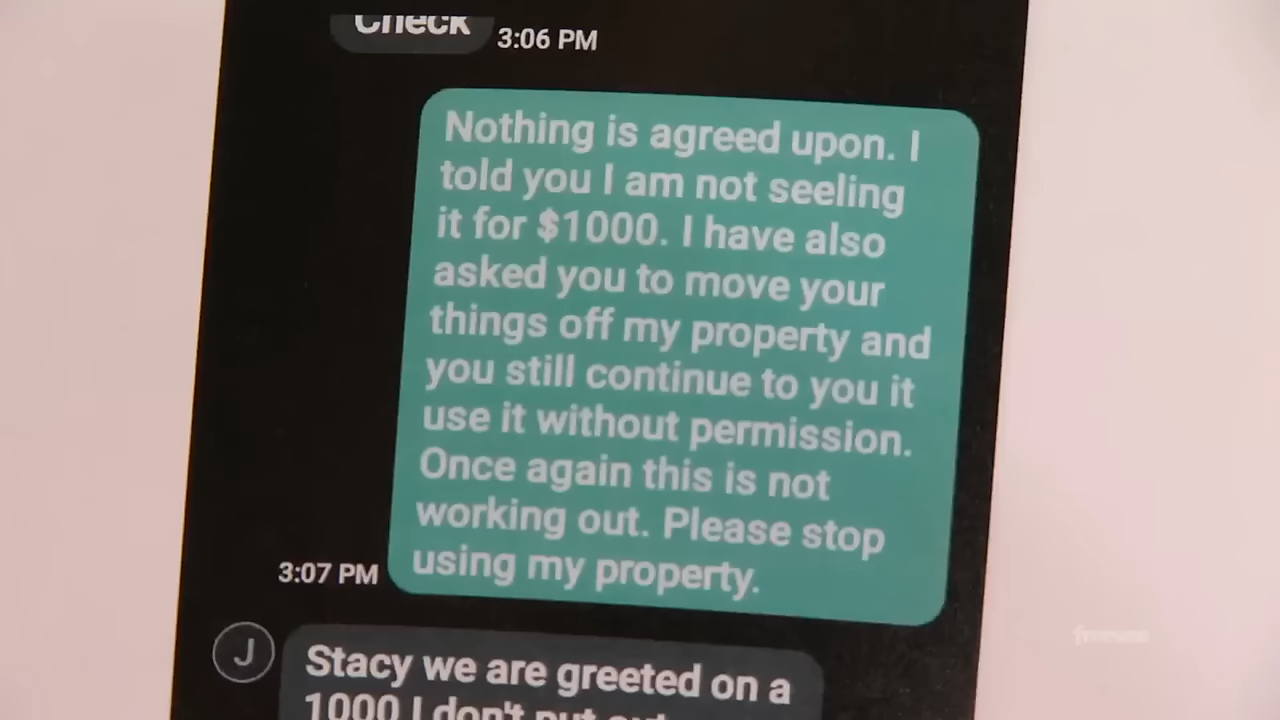 Check
3:06 PM
Nothing is agreed upon. I
told you I am not seeling
it for $1000. I have also
asked you to move your
things off my property and
you still continue to you it
use it without permission.
Once again this is not
working out. Please stop
using my property.
3:07 PM
J
Stacy we are greeted on a
1000 I don't put